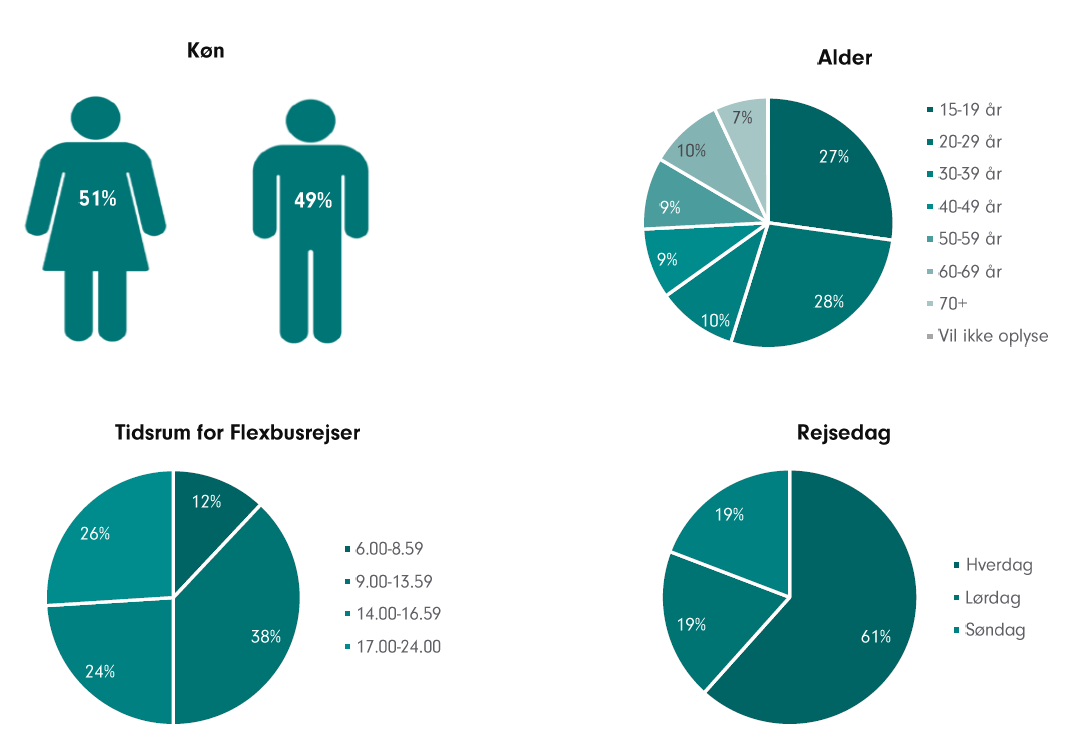 Køn
51%
49%
Alder
27%
28%
10%
9%
9%
10%
7%
15-19 år
20-29 år
30-39 år
40-49 år
50-59 år
60-69 år
70+
Vil ikke oplyse
Tidsrum for Flexbusrejser
12%
38%
24%
26%
6.00-8.59
9.00-13.59
14.00-16.59
17.00-24.00
Rejsedag
61%
19%
19%
Hverdag
Lørdag
Søndag